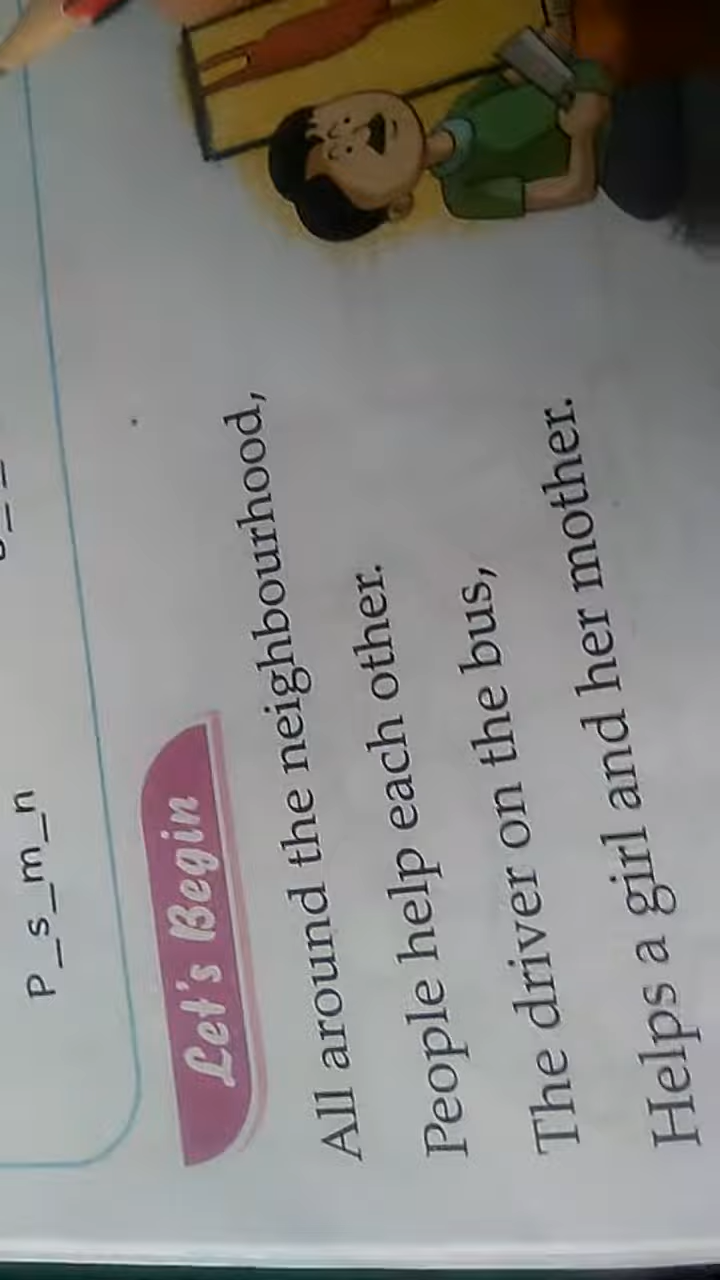 P_s_m_n
Let's Begin
All around the neighbourhood,
People help each other.
The driver on the bus,
Helps a girl and her mother.